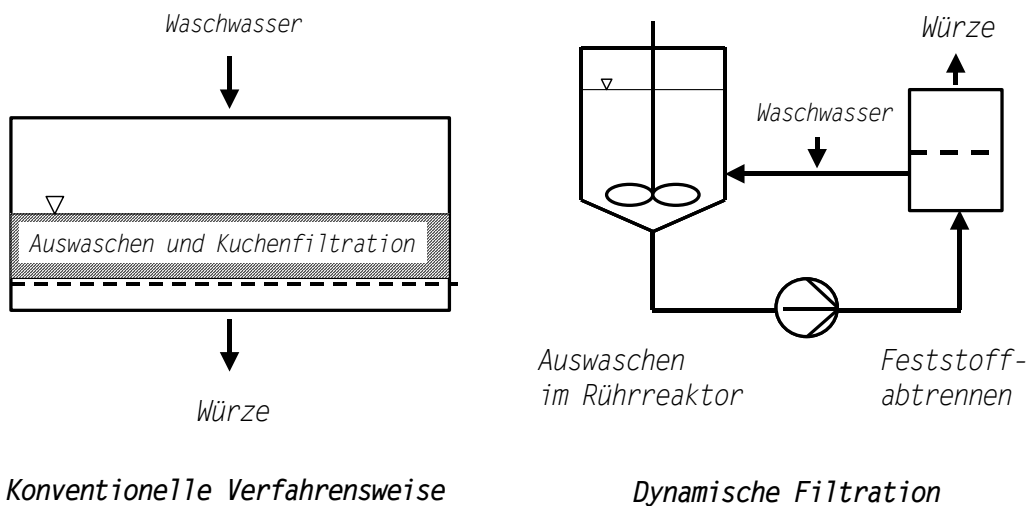 Waschwasser
Auswaschen und Kuchenfiltration
Würze
Konventionelle Verfahrensweise
Würze
Waschwasser
Auswaschen
im Rührreaktor
Feststoff-
abtrennen
Dynamische Filtration